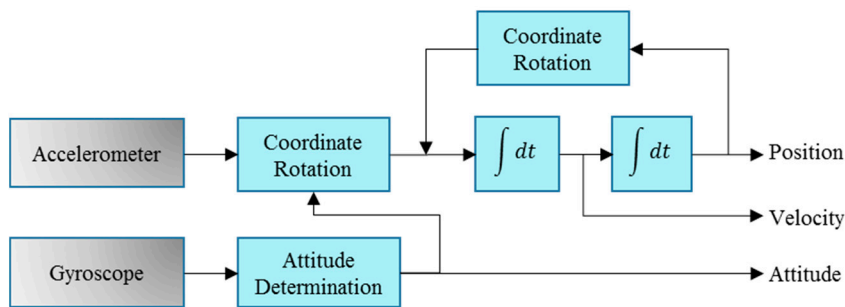 Coordinate
Rotation
Accelerometer
Coordinate
Rotation
∫ dt
∫ dt
Position
Velocity
Gyroscope
Attitude
Determination
Attitude